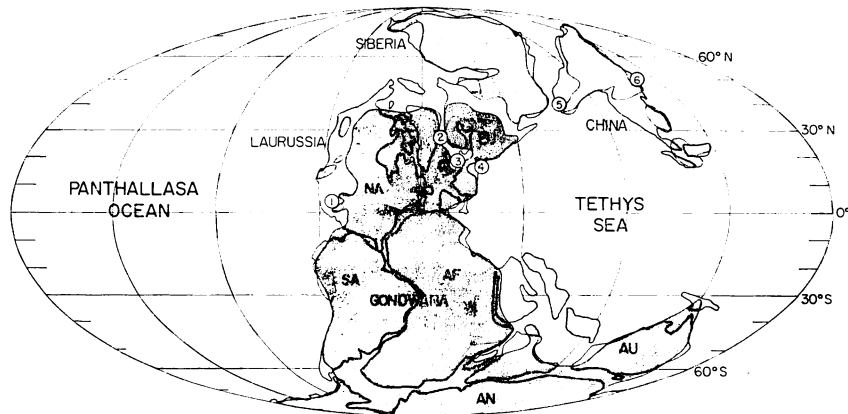 SIBERIA
60° N
6
5
CHINA
LAURUSSIA
2
30° N
3
4
PANTHALLASA
OCEAN
NA
1
TETHYS
SEA
0°
SA
AF
GONDWARA
30° S
AU
60° S
AN